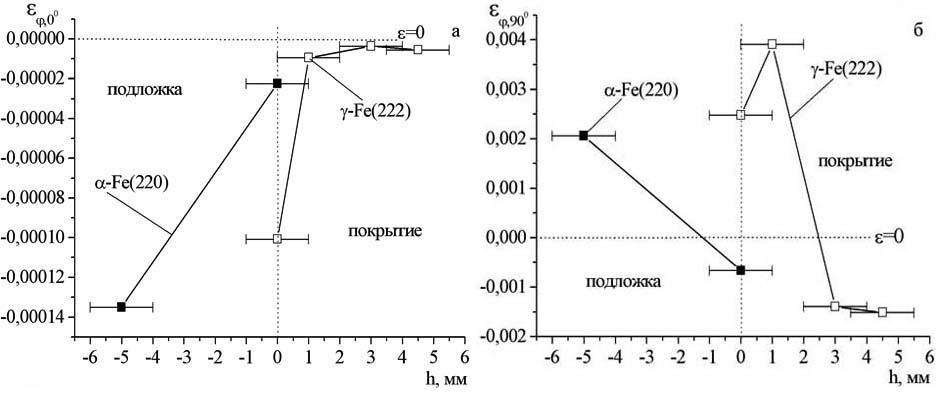 ε_φ,0⁰
ε=0
а
0,00000
-0,00002
-0,00004
-0,00006
-0,00008
-0,00010
-0,00012
-0,00014
подложка
γ-Fe(222)
α-Fe(220)
покрытие
-6 -5 -4 -3 -2 -1 0 1 2 3 4 5 6
h, мм
ε_φ,90⁰
б
0,004
0,003
0,002
0,001
0,000
-0,001
-0,002
α-Fe(220)
γ-Fe(222)
покрытие
ε=0
подложка
-6 -5 -4 -3 -2 -1 0 1 2 3 4 5 6
h, мм